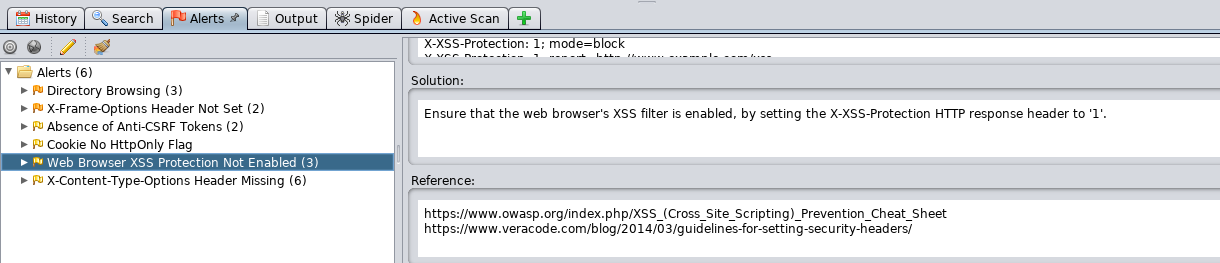 History
Search
Alerts
Output
Spider
Active Scan
Alerts (6)
Directory Browsing (3)
X-Frame-Options Header Not Set (2)
Absence of Anti-CSRF Tokens (2)
Cookie No HttpOnly Flag
Web Browser XSS Protection Not Enabled (3)
X-Content-Type-Options Header Missing (6)
X-XSS-Protection: 1; mode=block
X-XSS-Protection: 1; report=http://www.example.com/xss
Solution:
Ensure that the web browser's XSS filter is enabled, by setting the X-XSS-Protection HTTP response header to '1'.
Reference:
https://www.owasp.org/index.php/XSS_(Cross_Site_Scripting)_Prevention_Cheat_Sheet
https://www.veracode.com/blog/2014/03/guidelines-for-setting-security-headers/